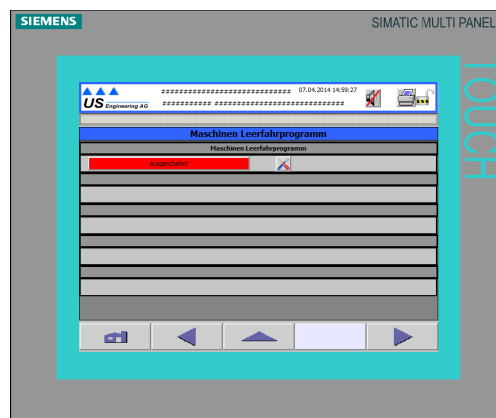 SIEMENS
SIMATIC MULTI PANEL
TOUCH
US Engineering AG
############################# 07.04.2014 14:59:27
########### #############################
Maschinen Leerfahrprogramm
Maschinen Leerfahrprogramm
Ausgeschaltet